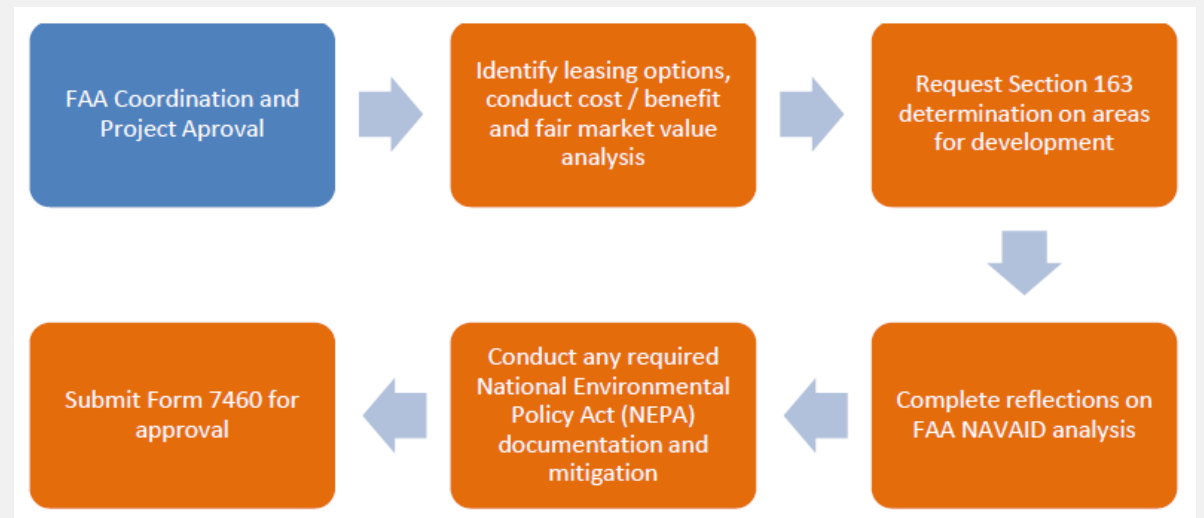 FAA Coordination and
Project Aproval
Identify leasing options,
conduct cost / benefit
and fair market value
analysis
Request Section 163
determination on areas
for development
Complete reflections on
FAA NAVAID analysis
Conduct any required
National Environmental
Policy Act (NEPA)
documentation and
mitigation
Submit Form 7460 for
approval